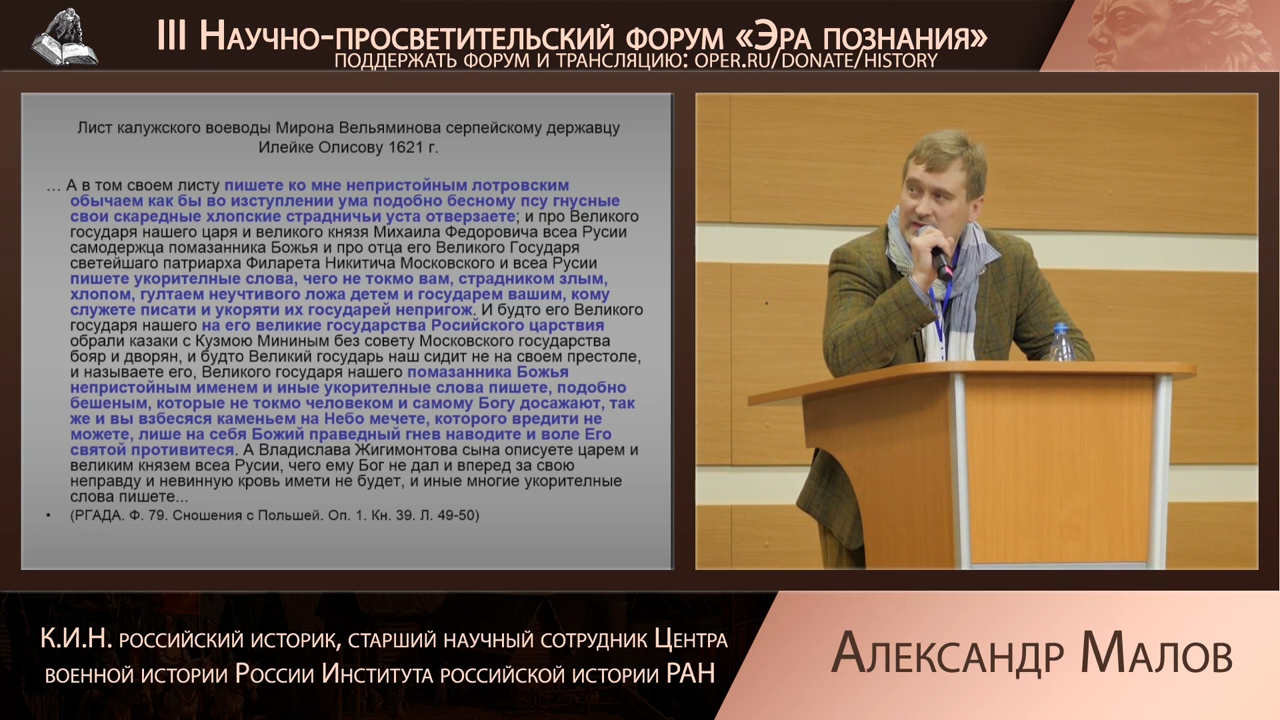 III Научно-просветительский форум «Эра познания»
поддержать форум и трансляцию: oper.ru/donate/history
Лист калужского воеводы Мирона Вельяминова серпейскому державцу
Илейке Олисову 1621 г.
… А в том своем листу пишете ко мне непристойным лотровским
обычаем как бы во изступлении ума подобно бесному псу гнусные
свои скаредные хлопские страдничьи уста отверзаете; и про Великого
государя нашего царя и великого князя Михаила Федоровича всеа Русии
самодержца помазанника Божья и про отца его Великого Государя
светейшаго патриарха Филарета Никитича Московского и всеа Русии
пишете укорителные слова, чего не токмо вам, страдником злым,
хлопом, гултаем неучтивого ложа детем и государем вашим, кому
служете писати и укоряти их государей непригож. И будто его Великого
государя нашего на его великие государства Росийского царствия
обрали казаки с Кузмою Мининым без совету Московского государства
бояр и дворян, и будто Великий государь наш сидит не на своем престоле,
и называете его, Великого государя нашего помазанника Божья
непристойным именем и иные укорителные слова пишете, подобно
бешеным, которые не токмо человеком и самому Богу досажают, так
же и вы взбесяся каменьем на Небо мечете, которого вредити не
можете, лише на себя Божий праведный гнев наводите и воле Его
святой противитеся. А Владислава Жигимонтова сына описуете царем и
великим князем всеа Русии, чего ему Бог не дал и вперед за свою
неправду и невинную кровь имети не будет, и иные многие укорителные
слова пишете...
• (РГАДА. Ф. 79. Сношения с Польшей. Оп. 1. Кн. 39. Л. 49-50)
К.И.Н. российский историк, старший научный сотрудник Центра
военной истории России Института российской истории РАН
Александр Малов